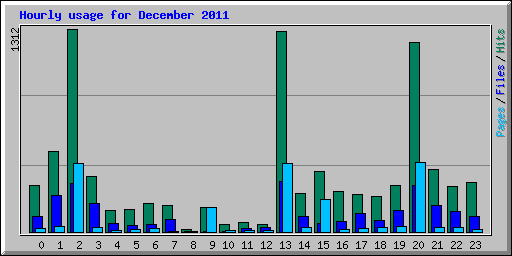 Hourly usage for December 2011
1312
Pages/Files/Hits
0 1 2 3 4 5 6 7 8 9 10 11 12 13 14 15 16 17 18 19 20 21 22 23